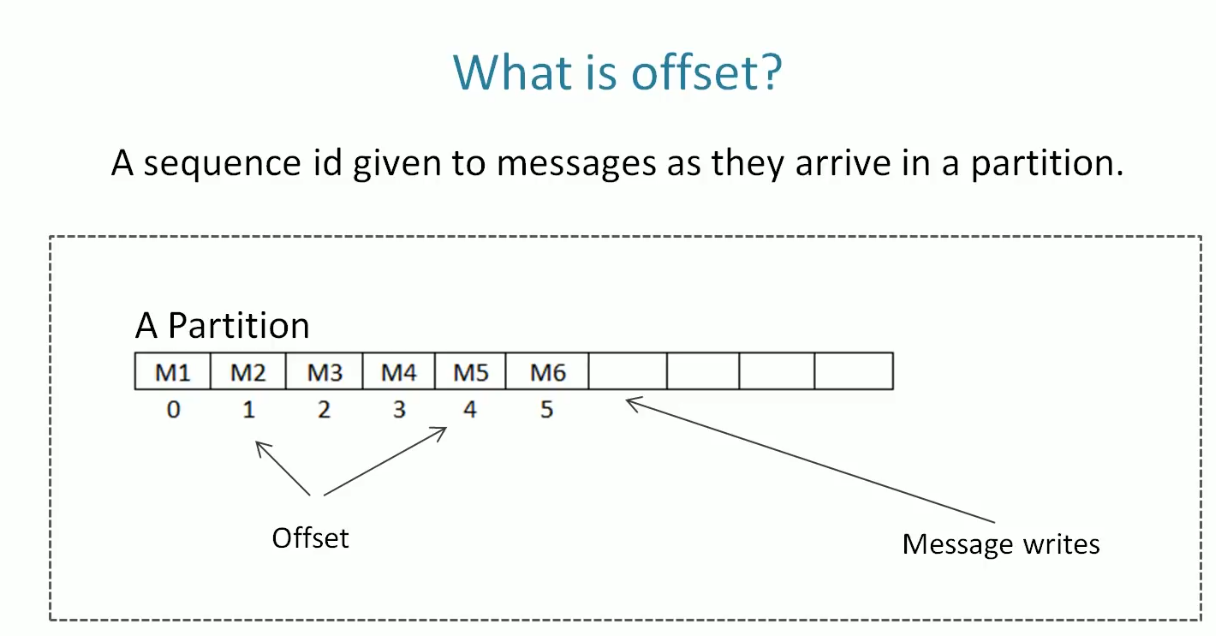 What is offset?
A sequence id given to messages as they arrive in a partition.
A Partition
M1 M2 M3 M4 M5 M6
0 1 2 3 4 5
Offset
Message writes